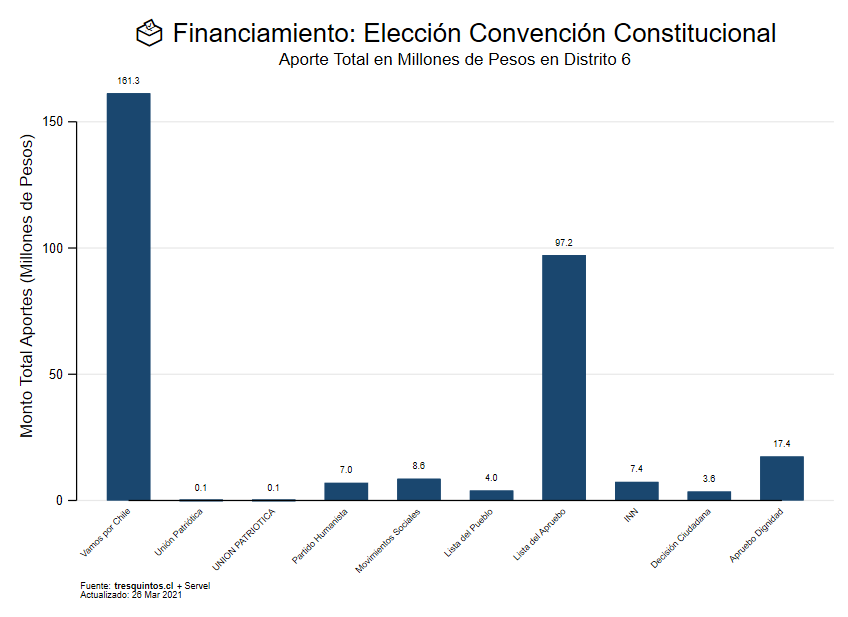 Financiamiento: Elección Convención Constitucional
Aporte Total en Millones de Pesos en Distrito 6
Monto Total Aportes (Millones de Pesos)
150
100
50
0
161.3
0.1
0.1
7.0
8.6
4.0
97.2
7.4
3.6
17.4
Vamos por Chile
Unión Patriótica
UNION PATRIOTICA
Partido Humanista
Movimientos Sociales
Lista del Pueblo
Lista del Apruebo
INN
Decisión Ciudadana
Apruebo Dignidad
Fuente: tresquintos.cl + Servel
Actualizado: 26 Mar 2021